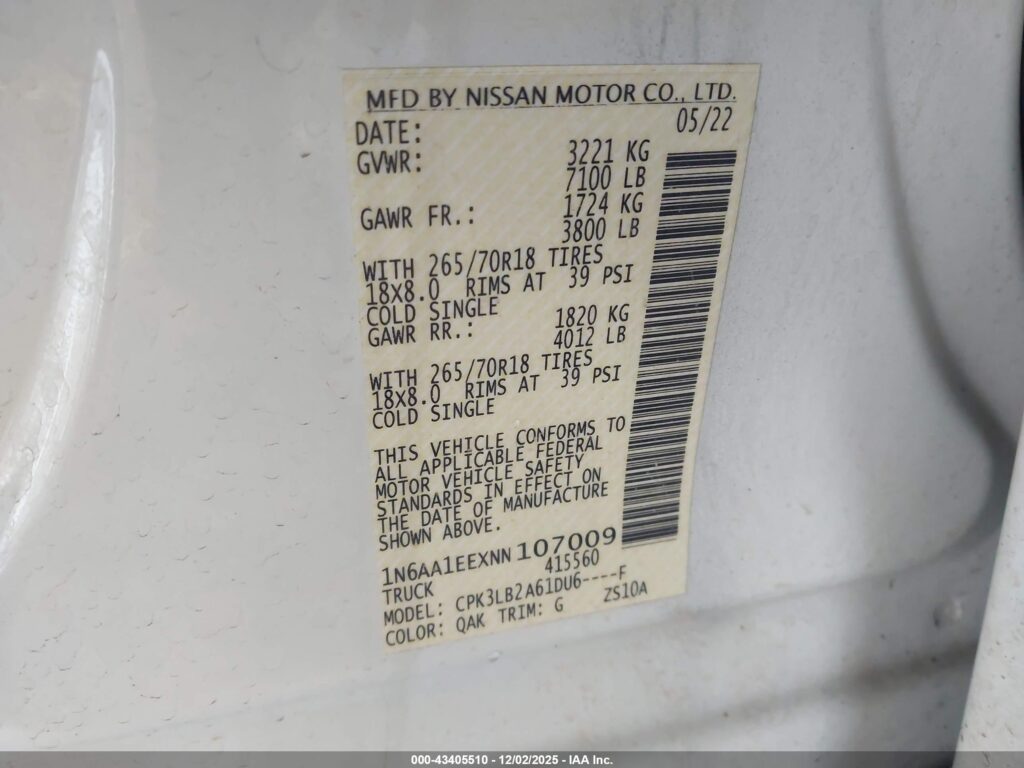 MFD BY NISSAN MOTOR CO., LTD.
DATE: 05/22
GVWR: 3221 KG
7100 LB
GAWR FR.: 1724 KG
3800 LB
WITH 265/70R18 TIRES
18X8.0 RIMS AT 39 PSI
COLD SINGLE
GAWR RR.: 1820 KG
4012 LB
WITH 265/70R18 TIRES
18X8.0 RIMS AT 39 PSI
COLD SINGLE
THIS VEHICLE CONFORMS TO
ALL APPLICABLE FEDERAL
MOTOR VEHICLE SAFETY
STANDARDS IN EFFECT ON
THE DATE OF MANUFACTURE
SHOWN ABOVE.
1N6AA1EEXNN107009
TRUCK 415560
MODEL: CPK3LB2A61DU6----F
COLOR: QAK TRIM: G ZS10A
000-43405510 - 12/02/2025 - IAA Inc.